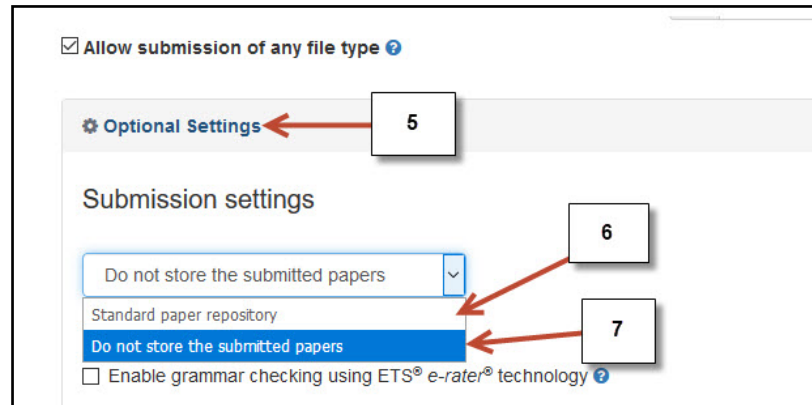 Allow submission of any file type
Optional Settings
5
Submission settings
6
Do not store the submitted papers
Standard paper repository
7
Do not store the submitted papers
Enable grammar checking using ETS® e-rater® technology